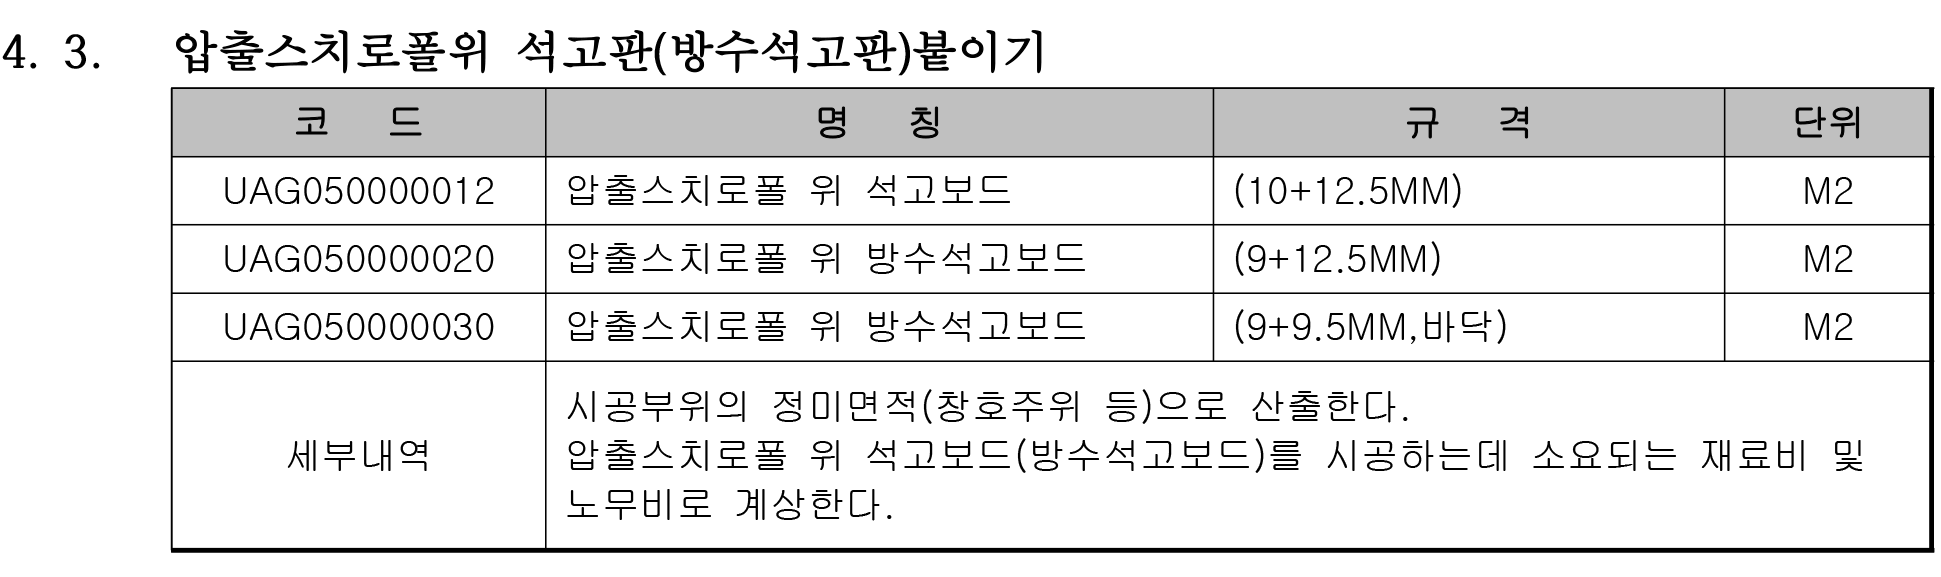 4. 3. 압출스치로폴위 석고판(방수석고판)붙이기
코 드 명 칭 규 격 단위
UAG050000012 압출스치로폴 위 석고보드 (10+12.5MM) M2
UAG050000020 압출스치로폴 위 방수석고보드 (9+12.5MM) M2
UAG050000030 압출스치로폴 위 방수석고보드 (9+9.5MM,바닥) M2
세부내역
시공부위의 정미면적(창호주위 등)으로 산출한다.
압출스치로폴 위 석고보드(방수석고보드)를 시공하는데 소요되는 재료비 및
노무비로 계상한다.